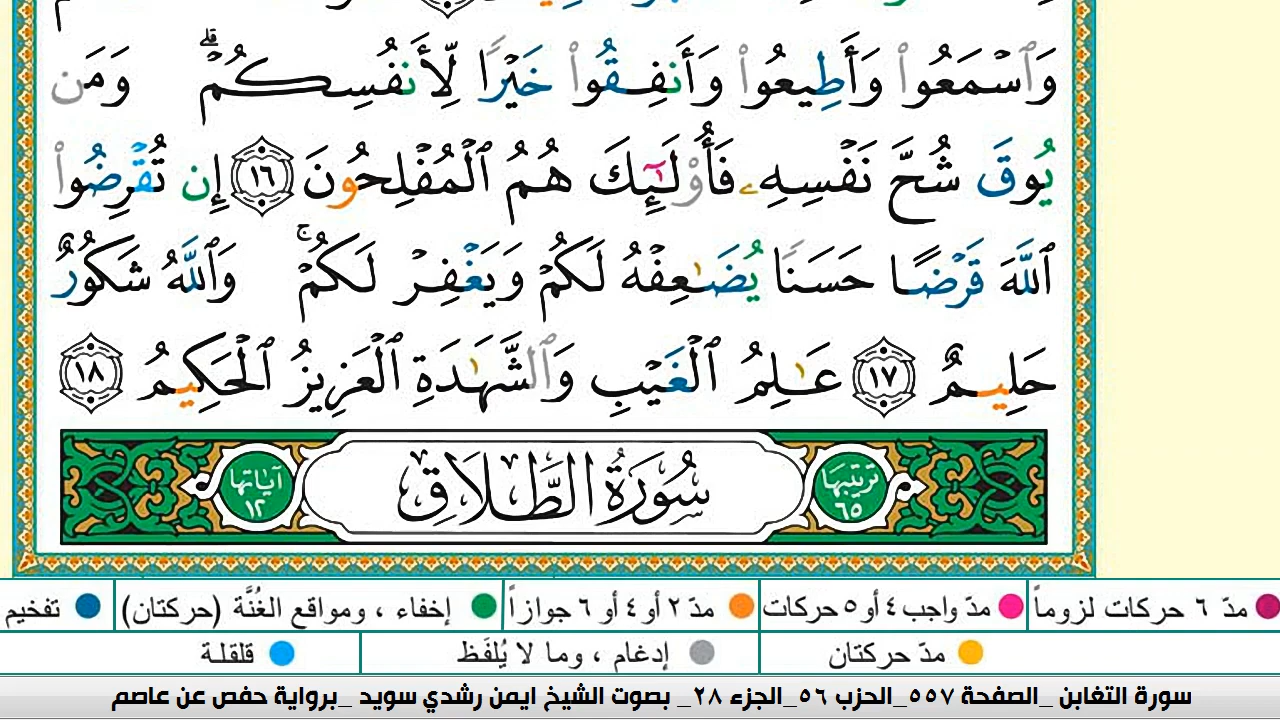 وَٱسْمَعُوا۟ وَأَطِيعُوا۟ وَأَنفِقُوا۟ خَيْرًا لِّأَنفُسِكُمْ ۗ وَمَن
يُوقَ شُحَّ نَفْسِهِۦ فَأُو۟لَـٰٓئِكَ هُمُ ٱلْمُفْلِحُونَ ١٦ إِن تُقْرِضُوا۟
ٱللَّهَ قَرْضًا حَسَنًا يُضَـٰعِفْهُ لَكُمْ وَيَغْفِرْ لَكُمْ ۚ وَٱللَّهُ شَكُورٌ
حَلِيمٌ ١٧ عَـٰلِمُ ٱلْغَيْبِ وَٱلشَّهَـٰدَةِ ٱلْعَزِيزُ ٱلْحَكِيمُ ١٨
ترتيبها ٦٥ سُورَةُ الطَّلَاقِ آياتها ١٢
مدّ ٦ حركات لزوماً مدّ واجب ٤ أو ٥ حركات مدّ ٢ أو ٤ أو ٦ جوازاً إخفاء ، ومواقع الغُنَّة (حركتان) تفخيم
مدّ حركتان إدغام ، وما لا يُلفَظ قلقلة
سورة التغابن _الصفحة ٥٥٧_الحزب ٥٦_الجزء ٢٨_ بصوت الشيخ ايمن رشدي سويد _برواية حفص عن عاصم